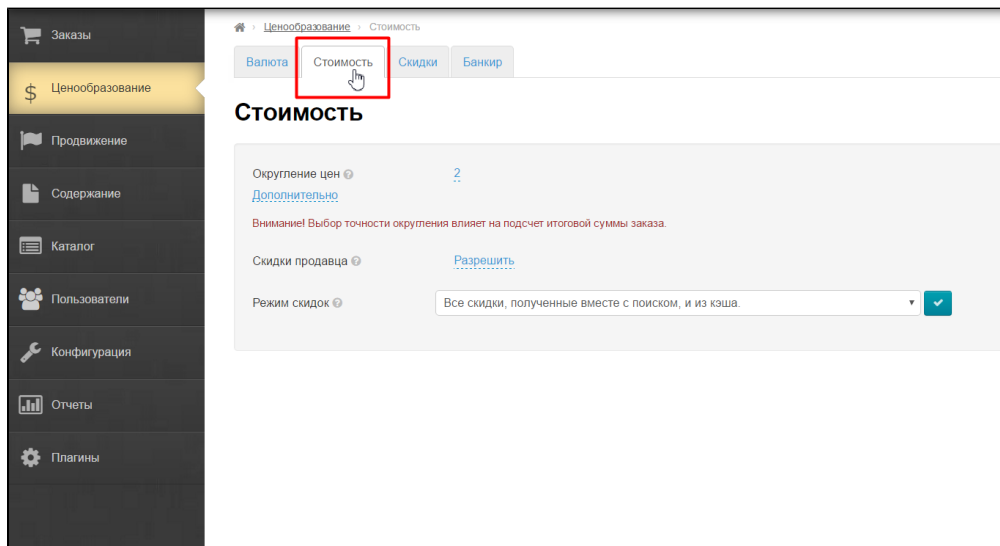 Заказы
Ценообразование
Продвижение
Содержание
Каталог
Пользователи
Конфигурация
Отчеты
Плагины
Ценообразование › Стоимость
Валюта Стоимость Скидки Банкир
Стоимость
Округление цен 2
Дополнительно
Внимание! Выбор точности округления влияет на подсчет итоговой суммы заказа.
Скидки продавца Разрешить
Режим скидок Все скидки, полученные вместе с поиском, и из кэша.